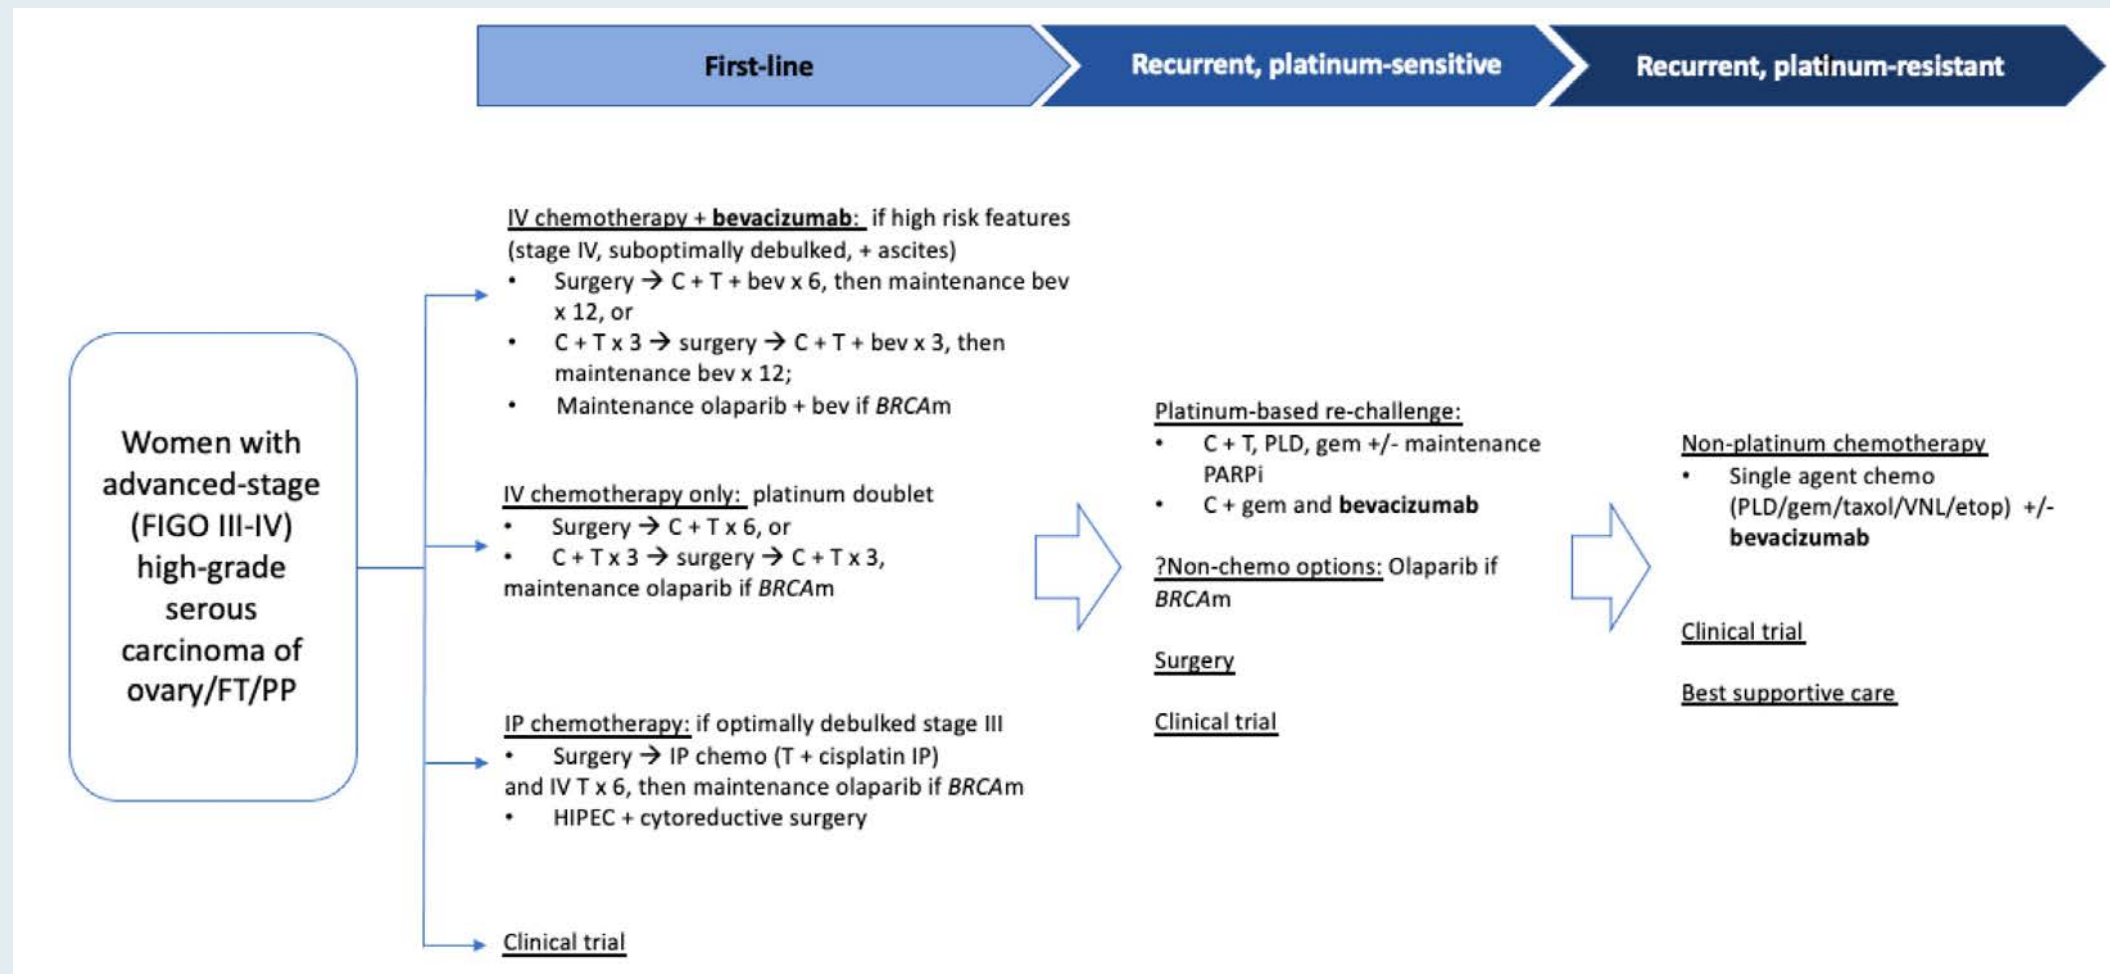 First-line
Recurrent, platinum-sensitive
Recurrent, platinum-resistant
Women with
advanced-stage
(FIGO III-IV)
high-grade
serous
carcinoma of
ovary/FT/PP
IV chemotherapy + bevacizumab: if high risk features
(stage IV, suboptimally debulked, + ascites)
• Surgery → C + T + bev x 6, then maintenance bev
x 12, or
• C + T x 3 → surgery → C + T + bev x 3, then
maintenance bev x 12;
• Maintenance olaparib + bev if BRCAm
IV chemotherapy only: platinum doublet
• Surgery → C + T x 6, or
• C + T x 3 → surgery → C + T x 3,
maintenance olaparib if BRCAm
IP chemotherapy: if optimally debulked stage III
• Surgery → IP chemo (T + cisplatin IP)
and IV T x 6, then maintenance olaparib if BRCAm
• HIPEC + cytoreductive surgery
Clinical trial
Platinum-based re-challenge:
• C + T, PLD, gem +/- maintenance
PARPi
• C + gem and bevacizumab
?Non-chemo options: Olaparib if
BRCAm
Surgery
Clinical trial
Non-platinum chemotherapy
• Single agent chemo
(PLD/gem/taxol/VNL/etop) +/-
bevacizumab
Clinical trial
Best supportive care